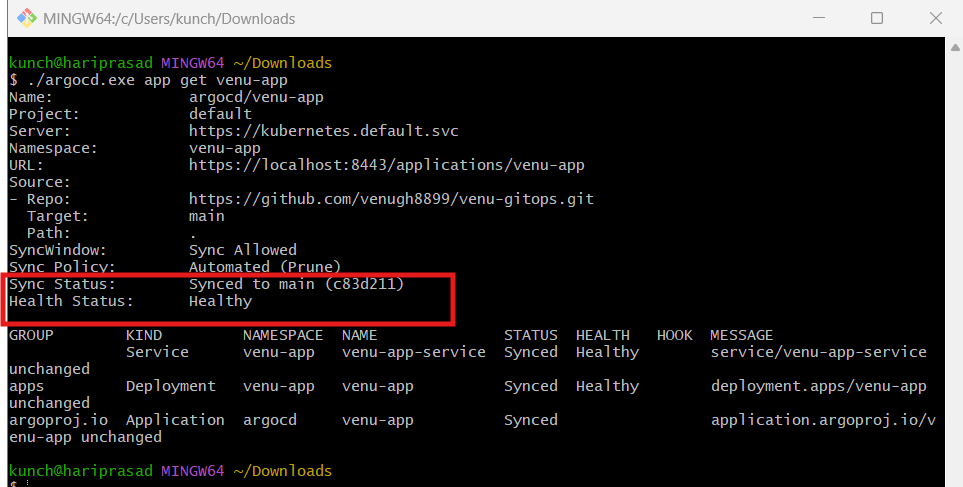 MINGW64:/c/Users/kunch/Downloads
kunch@hariprasad MINGW64 ~/Downloads
$ ./argocd.exe app get venu-app
Name:               argocd/venu-app
Project:            default
Server:             https://kubernetes.default.svc
Namespace:          venu-app
URL:                https://localhost:8443/applications/venu-app
Source:
- Repo:             https://github.com/venugh8899/venu-gitops.git
  Target:           main
  Path:             .
SyncWindow:         Sync Allowed
Sync Policy:        Automated (Prune)
Sync Status:        Synced to main (c83d211)
Health Status:      Healthy
GROUP        KIND         NAMESPACE  NAME              STATUS  HEALTH   HOOK  MESSAGE
             Service      venu-app   venu-app-service  Synced  Healthy        service/venu-app-service
unchanged
apps         Deployment   venu-app   venu-app          Synced  Healthy        deployment.apps/venu-app
unchanged
argoproj.io  Application  argocd     venu-app          Synced                 application.argoproj.io/v
enu-app unchanged
kunch@hariprasad MINGW64 ~/Downloads
$